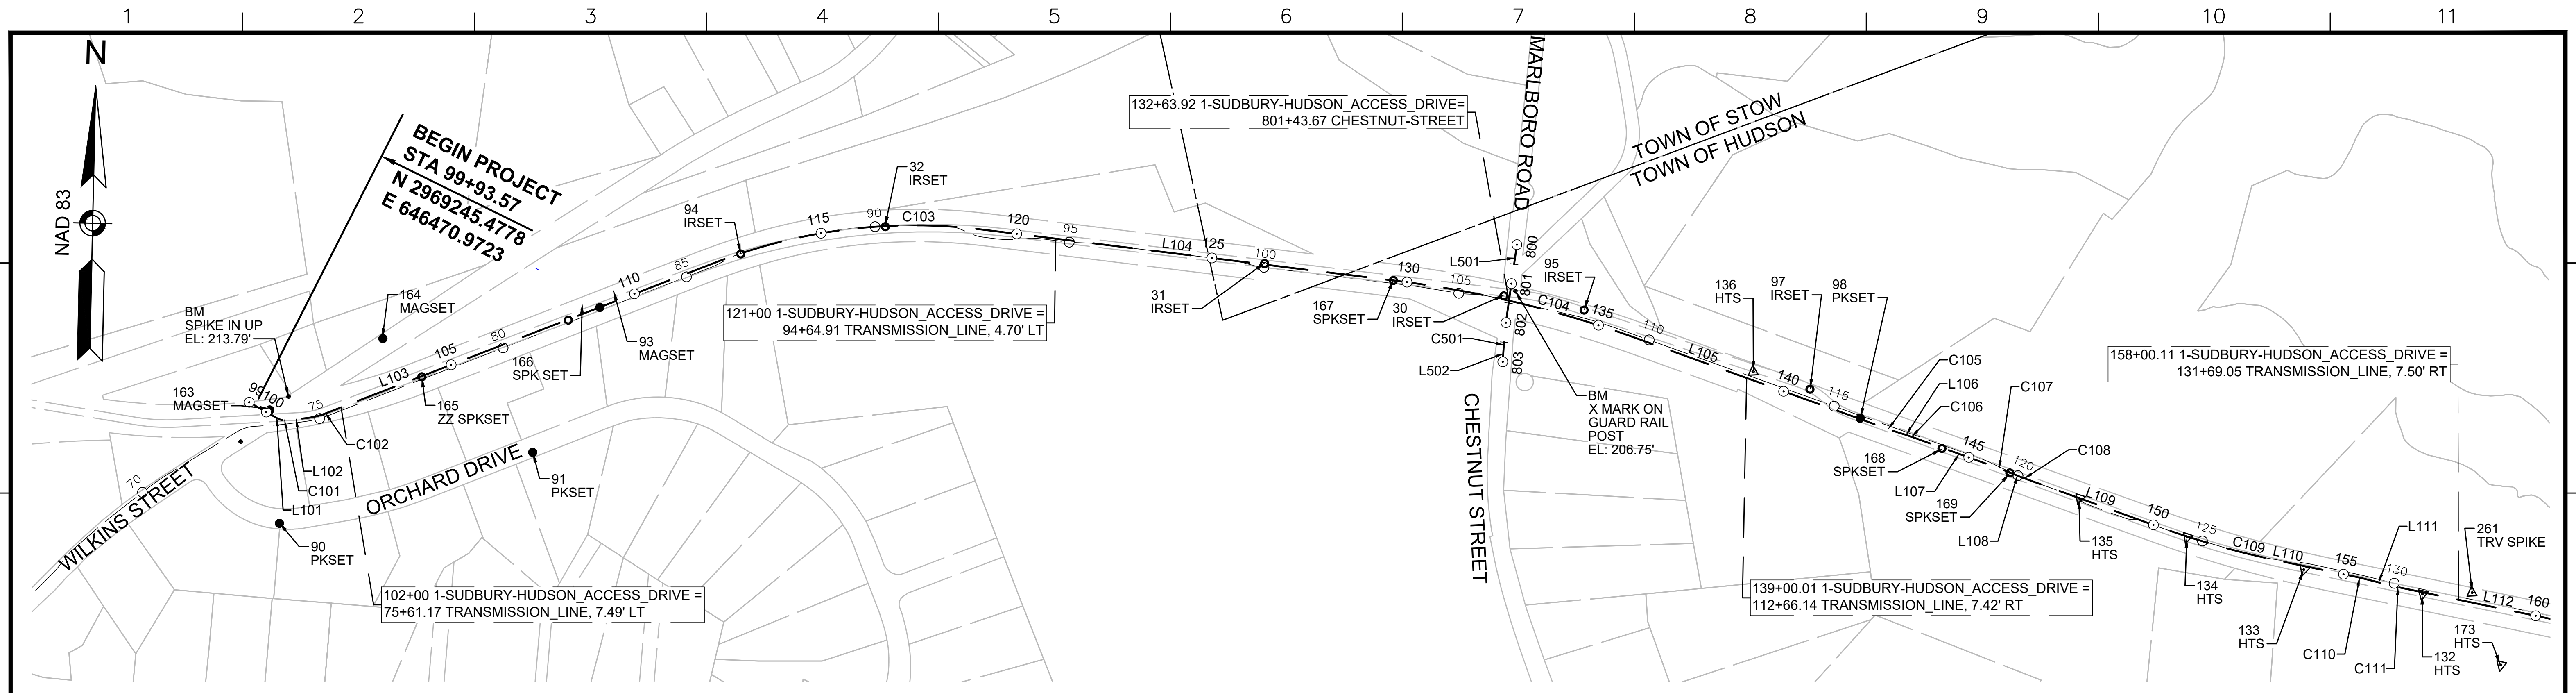 1 2 3 4 5 6 7 8 9 10 11
N
NAD 83
BEGIN PROJECT
STA 99+93.57
N 2969245.4778
E 646470.9723
BM
SPIKE IN UP
EL: 213.79'
164
MAGSET
163
MAGSET
99
100
70
75
80
85
90
95
100
105
110
115
120
125
130
L101
C101
L102
C102
L103
105
165
ZZ SPKSET
166
SPK SET
110
93
MAGSET
94
IRSET
115
32
IRSET
C103
120
L104
125
31
IRSET
130
167
SPKSET
30
IRSET
WILKINS STREET
ORCHARD DRIVE
90
PKSET
91
PKSET
102+00 1-SUDBURY-HUDSON_ACCESS_DRIVE =
75+61.17 TRANSMISSION_LINE, 7.49' LT
121+00 1-SUDBURY-HUDSON_ACCESS_DRIVE =
94+64.91 TRANSMISSION_LINE, 4.70' LT
132+63.92 1-SUDBURY-HUDSON_ACCESS_DRIVE=
801+43.67 CHESTNUT-STREET
MARLBORO ROAD
TOWN OF STOW
TOWN OF HUDSON
800
L501
801
802
C501
803
L502
CHESTNUT STREET
95
IRSET
C104
135
BM
X MARK ON
GUARD RAIL
POST
EL: 206.75'
L105
136
HTS
97
IRSET
98
PKSET
140
139+00.01 1-SUDBURY-HUDSON_ACCESS_DRIVE =
112+66.14 TRANSMISSION_LINE, 7.42' RT
C105
L106
C106
C107
168
SPKSET
145
L107
169
SPKSET
L108
C108
L109
135
HTS
150
134
HTS
C109
L110
133
HTS
155
C110
L111
C111
132
HTS
158+00.11 1-SUDBURY-HUDSON_ACCESS_DRIVE =
131+69.05 TRANSMISSION_LINE, 7.50' RT
261
TRV SPIKE
L112
160
173
HTS